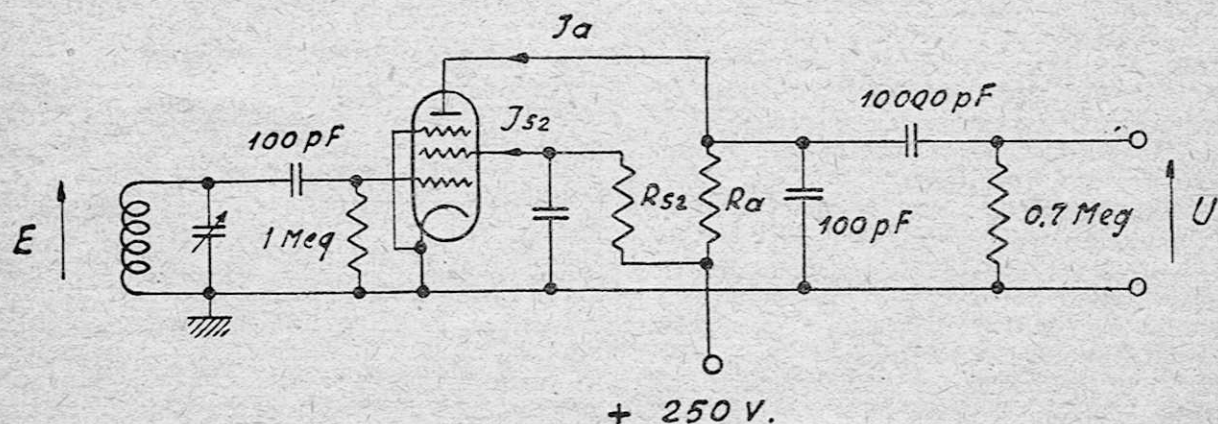 Ja
10000 pF
100 pF
Js2
E
1 Meg
Rs2
Ra
100 pF
0.7 Meg
U
+ 250 V.